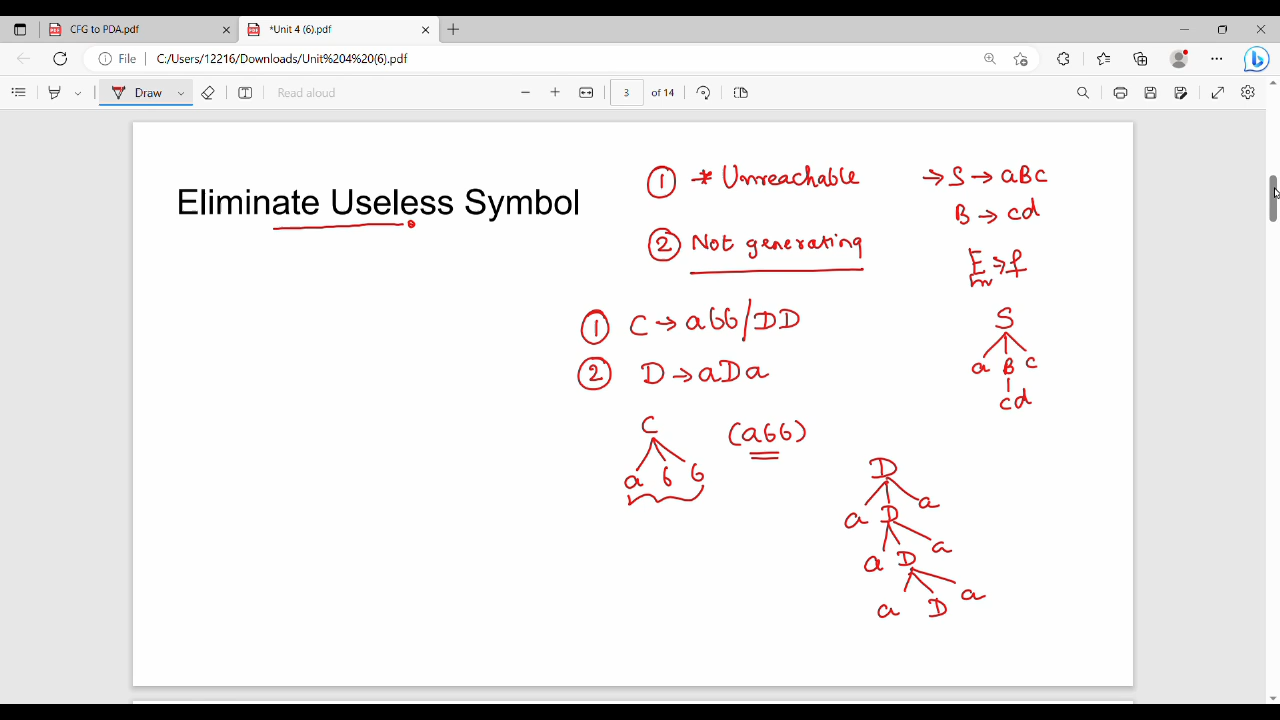 CFG to PDA.pdf
*Unit 4 (6).pdf
File
C:/Users/12216/Downloads/Unit%204%20(6).pdf
Draw
Read aloud
3 of 14
Eliminate Useless Symbol
① * Unreachable
② Not generating
→ S → aBc
B → cd
E → f
① C → abb/DD
② D → aDa
S
a B c
cd
C
a b b
(abb)
D
a D a
a D a
a D a